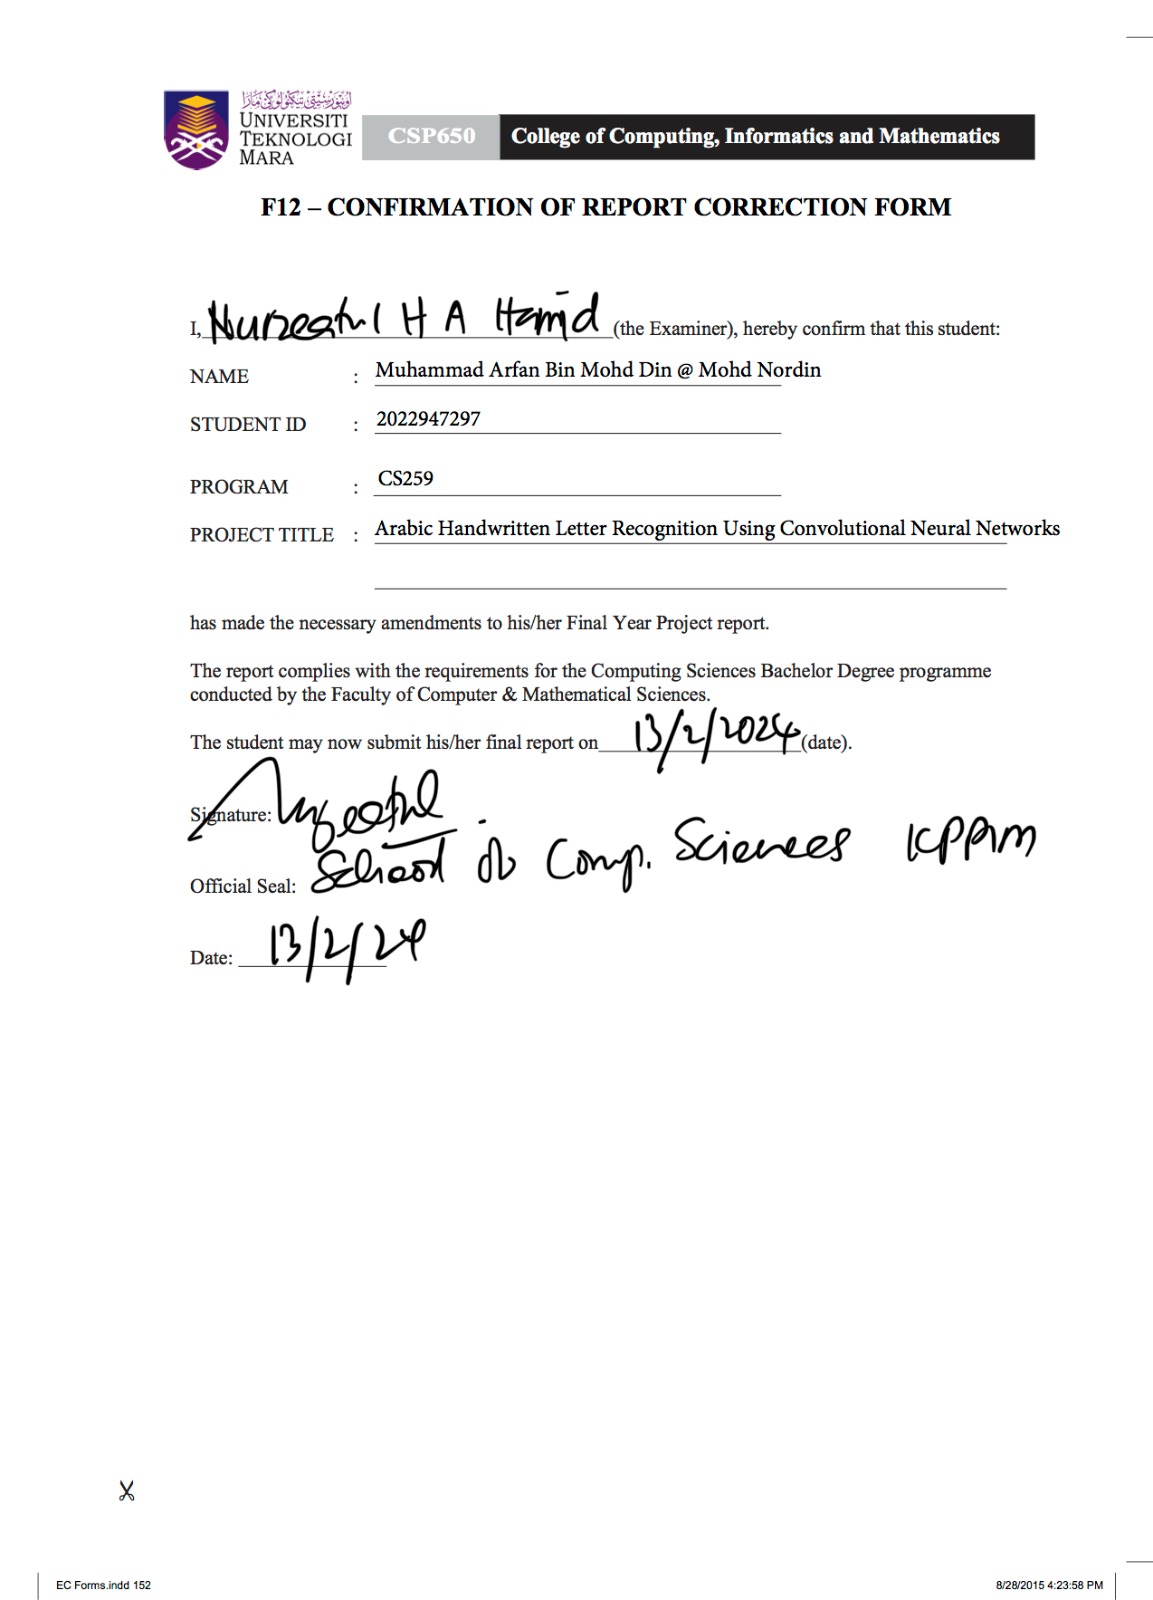 اونيۏرسيتي تيكنولوڬي مارا
UNIVERSITI
TEKNOLOGI
MARA
CSP650 College of Computing, Informatics and Mathematics
F12 – CONFIRMATION OF REPORT CORRECTION FORM
I, Nurzeatul H A Hamid (the Examiner), hereby confirm that this student:
NAME : Muhammad Arfan Bin Mohd Din @ Mohd Nordin
STUDENT ID : 2022947297
PROGRAM : CS259
PROJECT TITLE : Arabic Handwritten Letter Recognition Using Convolutional Neural Networks
has made the necessary amendments to his/her Final Year Project report.
The report complies with the requirements for the Computing Sciences Bachelor Degree programme
conducted by the Faculty of Computer & Mathematical Sciences.
The student may now submit his/her final report on 13/2/2024 (date).
Signature:
Official Seal: School of Comp. Sciences KPPIM
Date: 13/2/24
EC Forms.indd 152
8/28/2015 4:23:58 PM